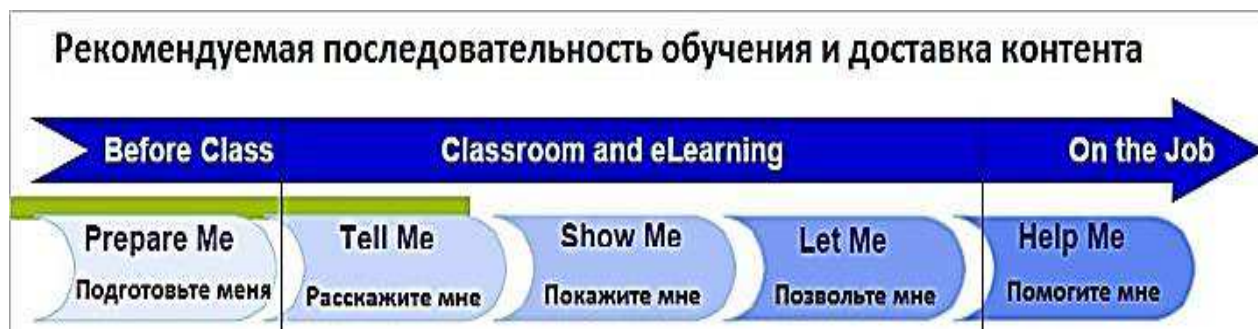 Рекомендуемая последовательность обучения и доставка контента
Before Class Classroom and eLearning On the Job
Prepare Me Tell Me Show Me Let Me Help Me
Подготовьте меня Расскажите мне Покажите мне Позвольте мне Помогите мне